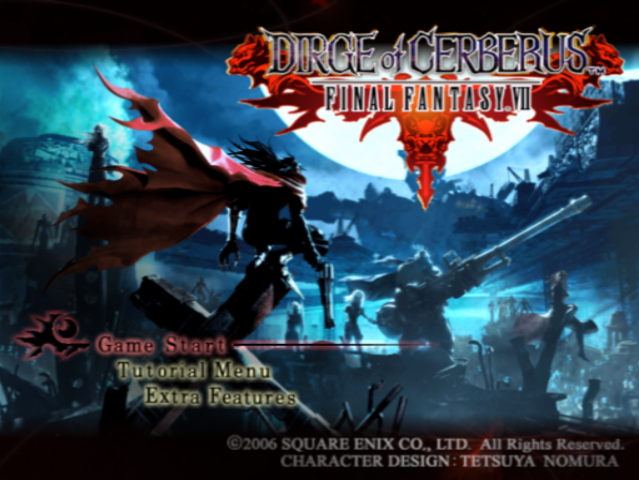 DIRGE of CERBERUS™
FINAL FANTASY® VII
Game Start
Tutorial Menu
Extra Features
©2006 SQUARE ENIX CO., LTD. All Rights Reserved.
CHARACTER DESIGN: TETSUYA NOMURA